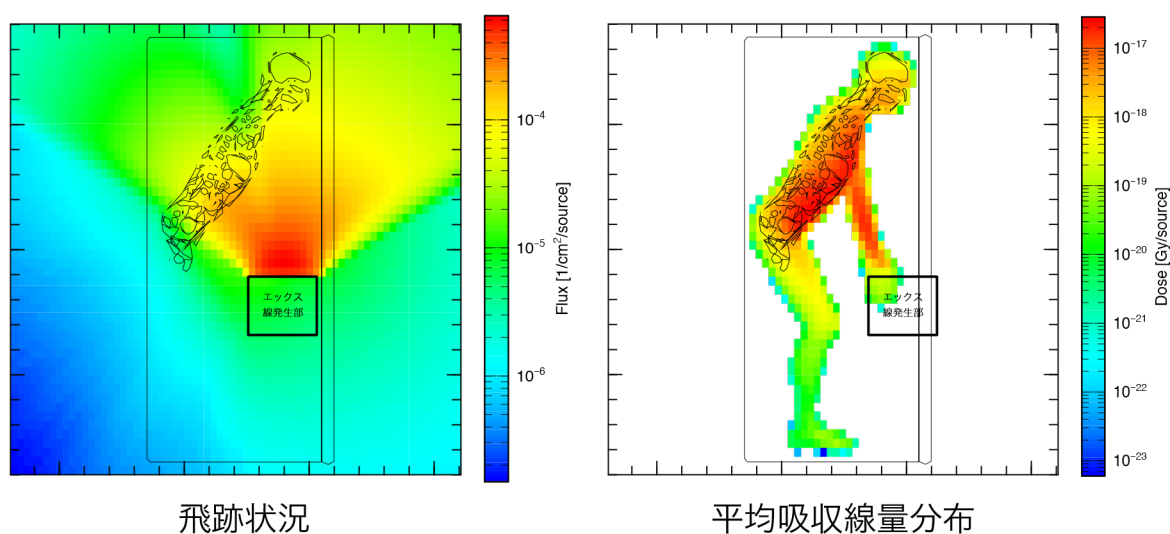 10⁻⁴
10⁻⁵
10⁻⁶
Flux [1/cm²/source]
エックス
線発生部
飛跡状況
10⁻¹⁷
10⁻¹⁸
10⁻¹⁹
10⁻²⁰
10⁻²¹
10⁻²²
10⁻²³
Dose [Gy/source]
エックス
線発生部
平均吸収線量分布